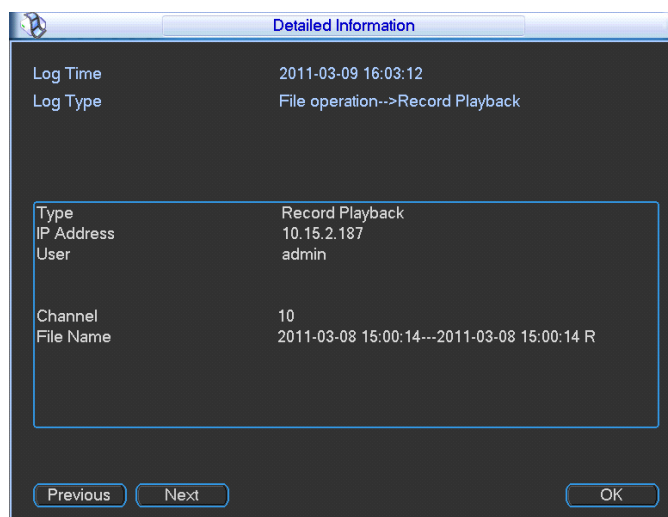 Detailed Information
Log Time 2011-03-09 16:03:12
Log Type File operation-->Record Playback
Type Record Playback
IP Address 10.15.2.187
User admin
Channel 10
File Name 2011-03-08 15:00:14---2011-03-08 15:00:14 R
Previous Next OK